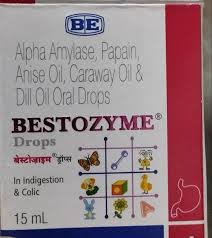 BE
Alpha Amylase, Papain,
Anise Oil, Caraway Oil &
Dill Oil Oral Drops
BESTOZYME®
Drops
बेस्टोज़ाइम® ड्रॉप्स
In Indigestion
& Colic
15 mL